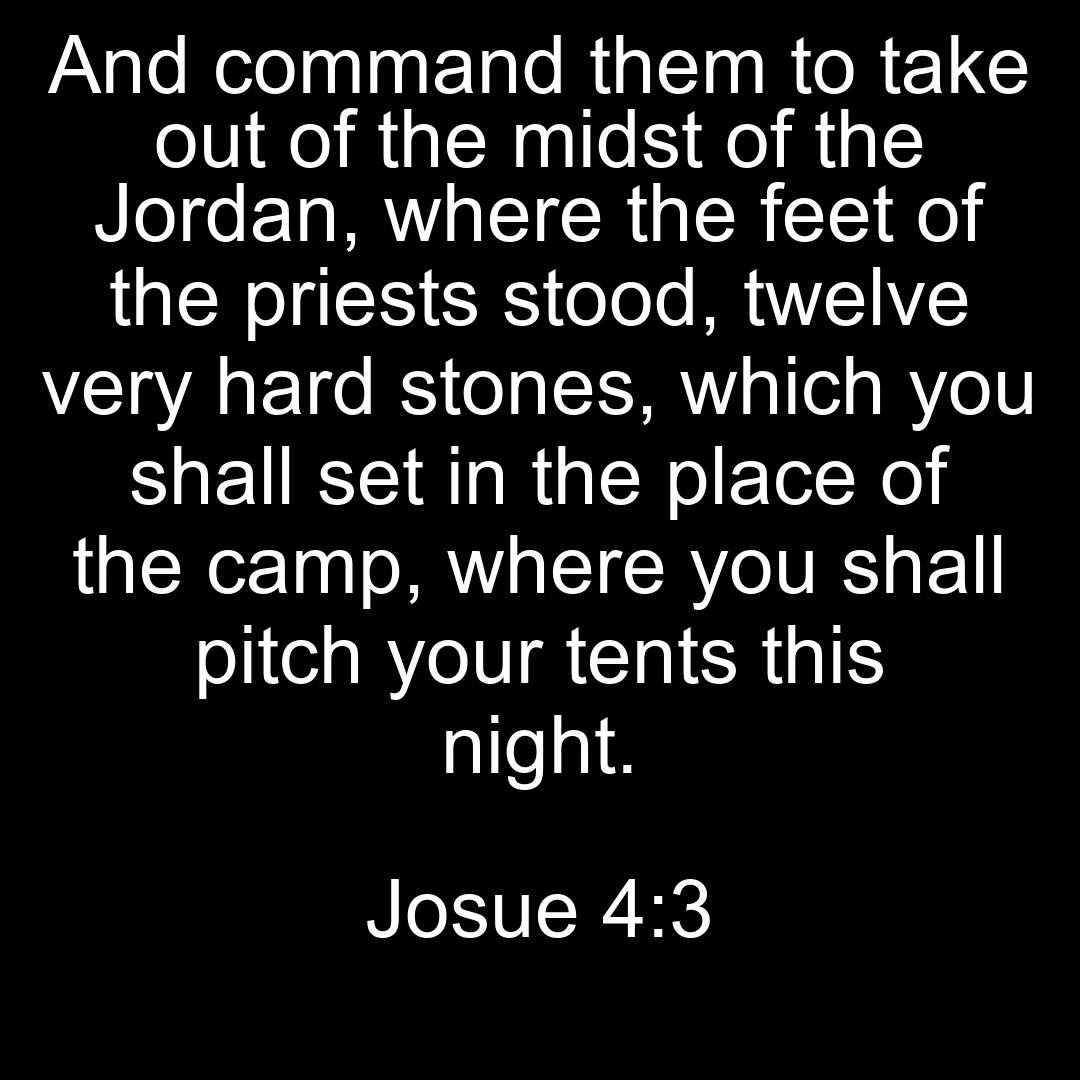 And command them to take
out of the midst of the
Jordan, where the feet of
the priests stood, twelve
very hard stones, which you
shall set in the place of
the camp, where you shall
pitch your tents this
night.
Josue 4:3